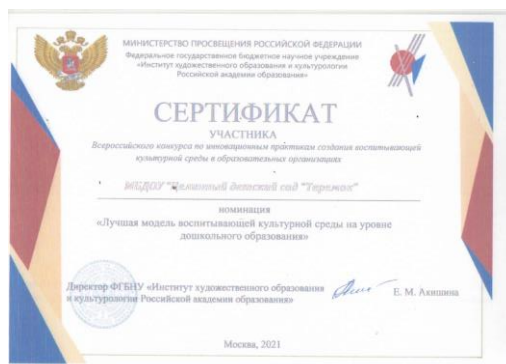 МИНИСТЕРСТВО ПРОСВЕЩЕНИЯ РОССИЙСКОЙ ФЕДЕРАЦИИ
Федеральное государственное бюджетное научное учреждение
«Институт художественного образования и культурологии
Российской академии образования»
СЕРТИФИКАТ
УЧАСТНИКА
Всероссийского конкурса по инновационным практикам создания воспитывающей
культурной среды в образовательных организациях
МБДОУ детский сад "Теремок"
номинация
«Лучшая модель воспитывающей культурной среды на уровне
дошкольного образования»
Директор ФГБНУ «Институт художественного образования
и культурологии Российской академии образования»
Е. М. Акишина
Москва, 2021